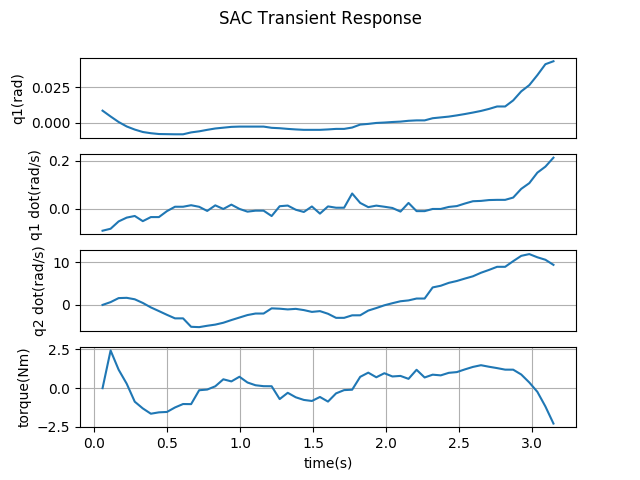 SAC Transient Response
q1(rad)
0.025
0.000
q1 dot(rad/s)
0.2
0.0
q2 dot(rad/s)
10
0
torque(Nm)
2.5
0.0
−2.5
0.0 0.5 1.0 1.5 2.0 2.5 3.0
time(s)